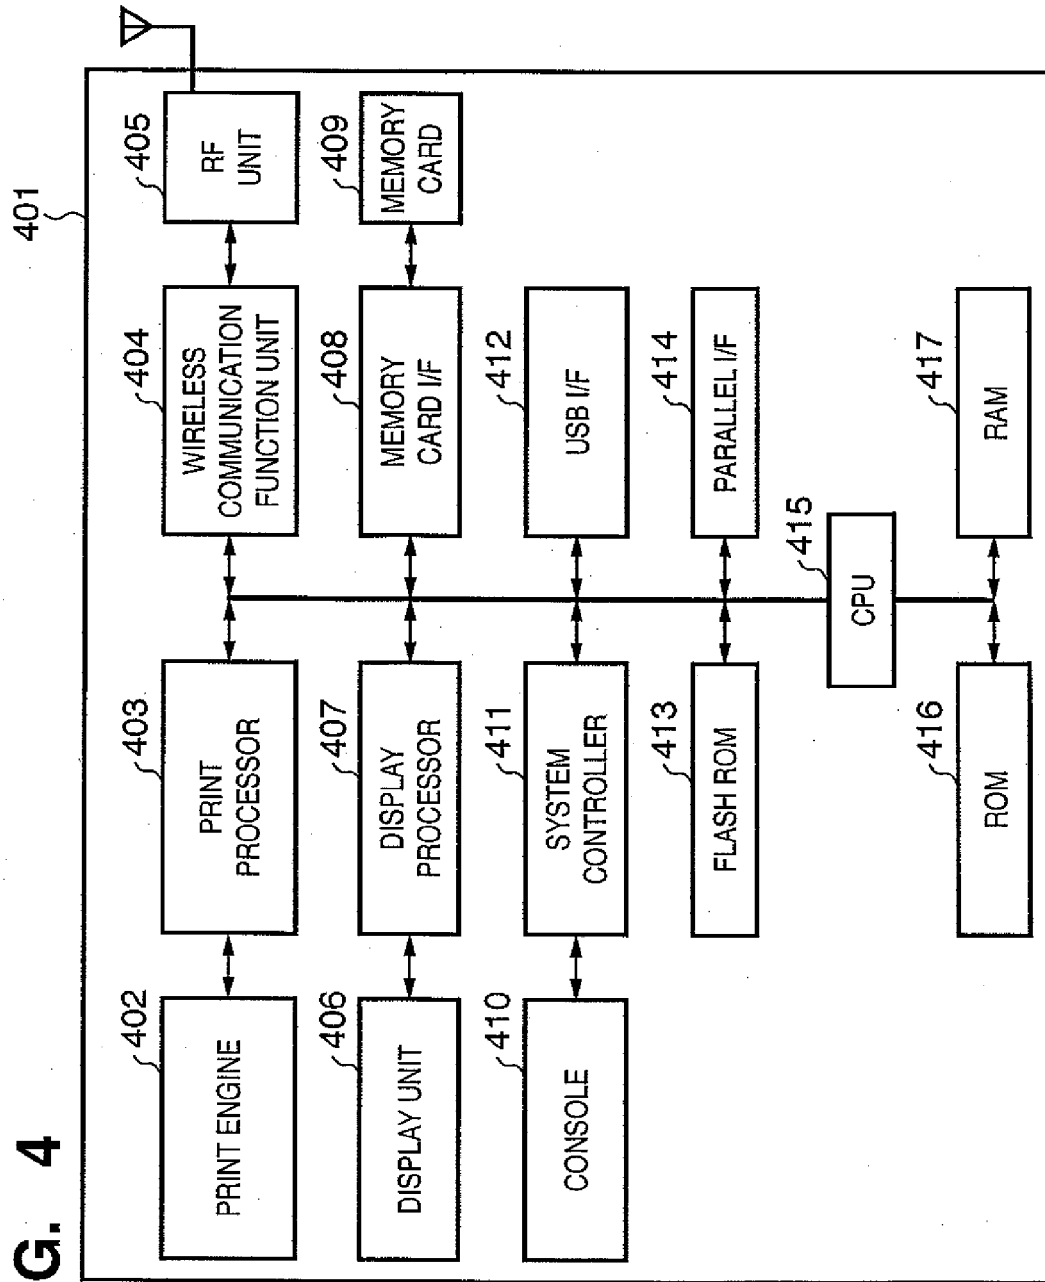 G. 4
401
402
PRINT ENGINE
403
PRINT
PROCESSOR
404
WIRELESS
COMMUNICATION
FUNCTION UNIT
405
RF
UNIT
406
DISPLAY UNIT
407
DISPLAY
PROCESSOR
408
MEMORY
CARD I/F
409
MEMORY
CARD
410
CONSOLE
411
SYSTEM
CONTROLLER
412
USB I/F
413
FLASH ROM
414
PARALLEL I/F
415
CPU
416
ROM
417
RAM